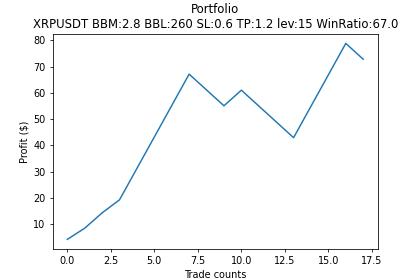 Portfolio
XRPUSDT BBM:2.8 BBL:260 SL:0.6 TP:1.2 lev:15 WinRatio:67.0
80
70
60
50
40
30
20
10
Profit ($)
0.0 2.5 5.0 7.5 10.0 12.5 15.0 17.5
Trade counts